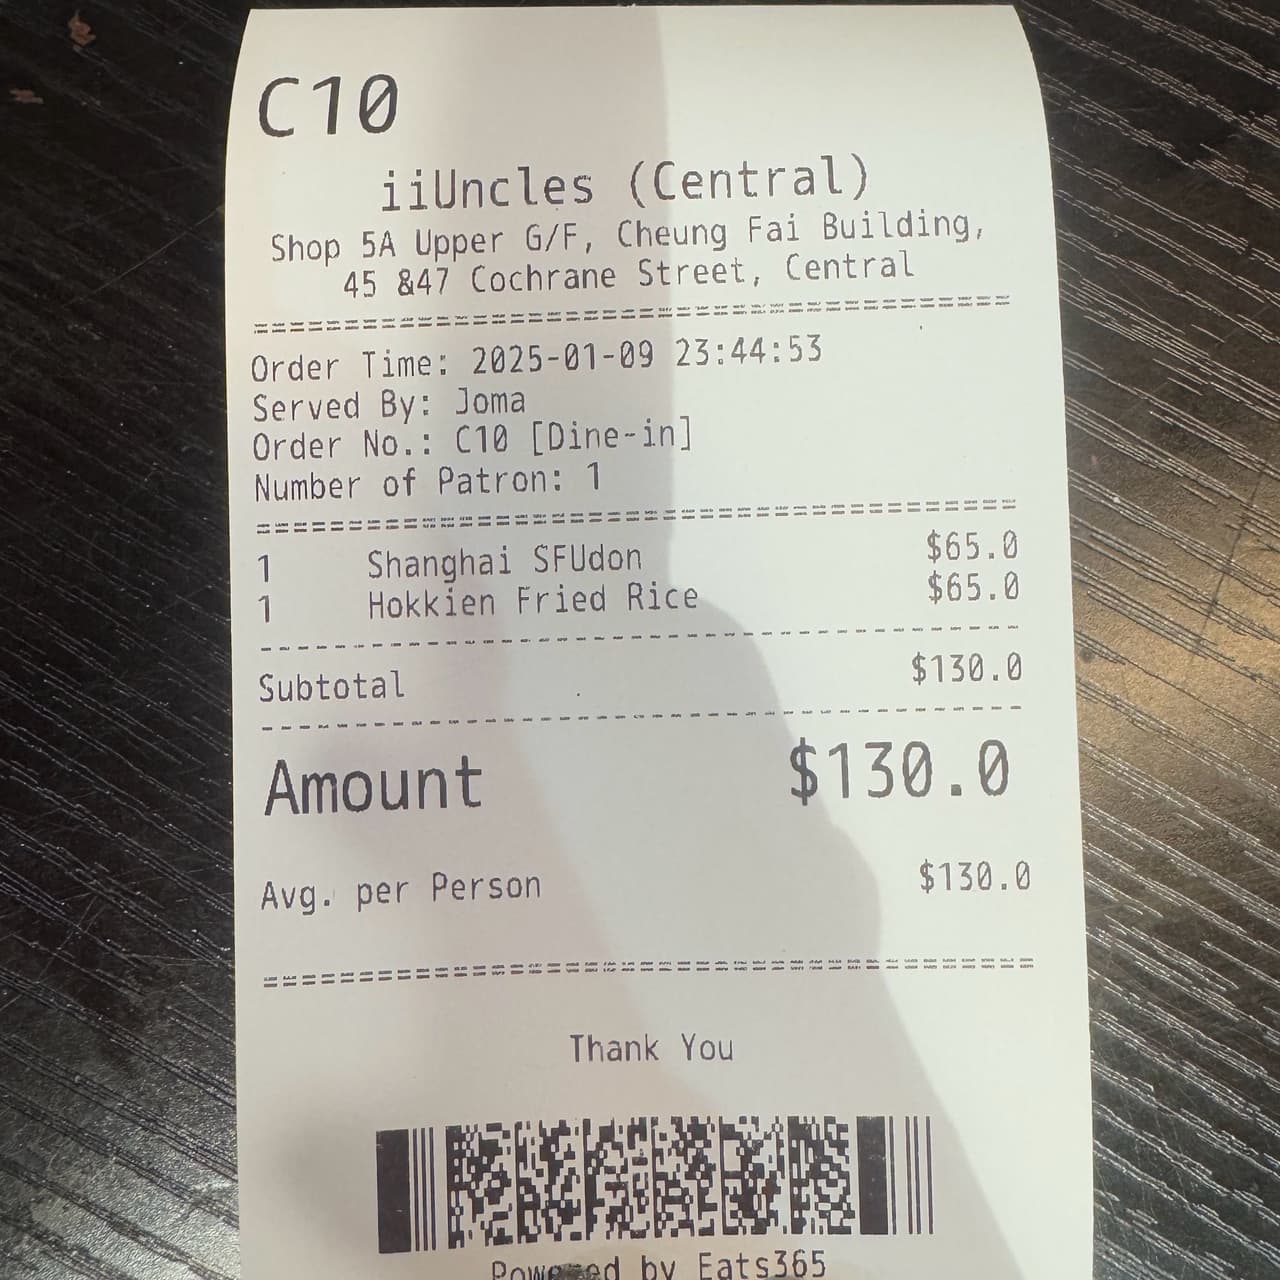 C10
iiUncles (Central)
Shop 5A Upper G/F, Cheung Fai Building,
45 &47 Cochrane Street, Central
Order Time: 2025-01-09 23:44:53
Served By: Joma
Order No.: C10 [Dine-in]
Number of Patron: 1
1 Shanghai SFUdon $65.0
1 Hokkien Fried Rice $65.0
Subtotal $130.0
Amount $130.0
Avg. per Person $130.0
Thank You
Powered by Eats365